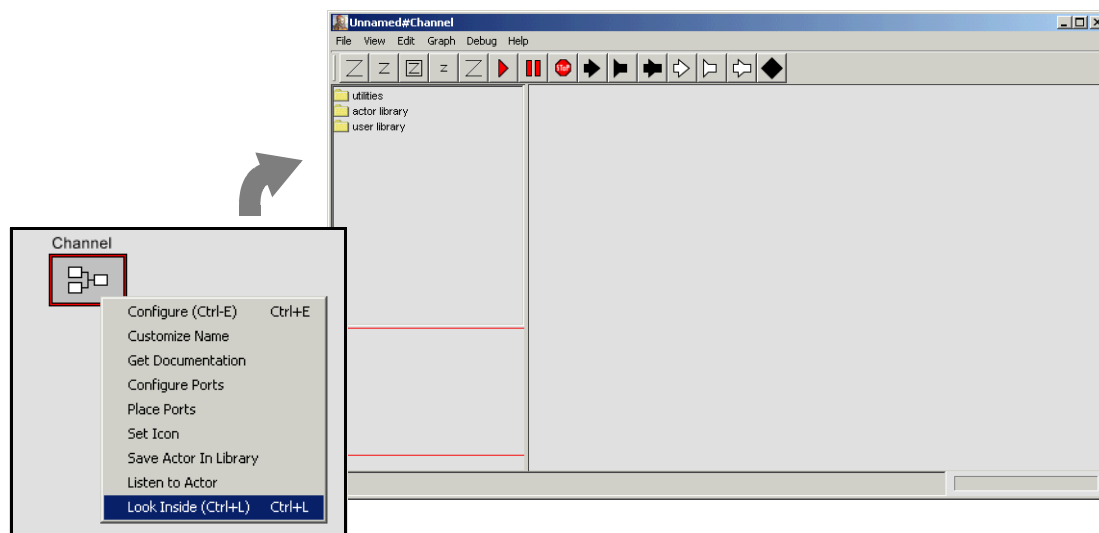 Unnamed#Channel
File View Edit Graph Debug Help
STOP
utilities
actor library
user library
Channel
Configure (Ctrl-E) Ctrl+E
Customize Name
Get Documentation
Configure Ports
Place Ports
Set Icon
Save Actor In Library
Listen to Actor
Look Inside (Ctrl+L) Ctrl+L